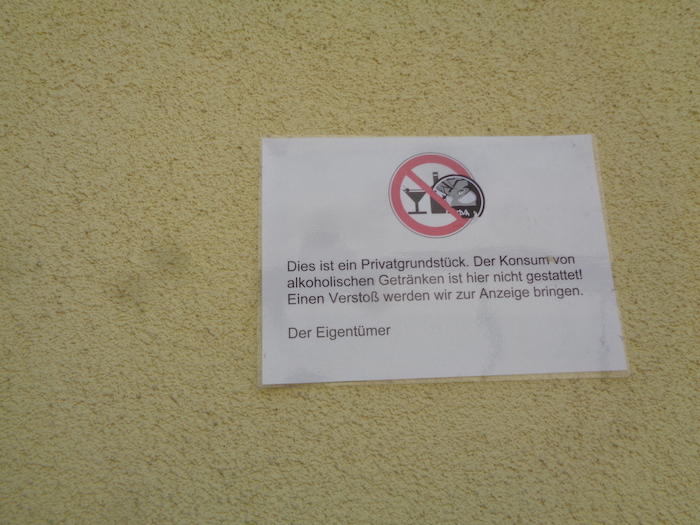 Dies ist ein Privatgrundstück. Der Konsum von
alkoholischen Getränken ist hier nicht gestattet!
Einen Verstoß werden wir zur Anzeige bringen.
Der Eigentümer